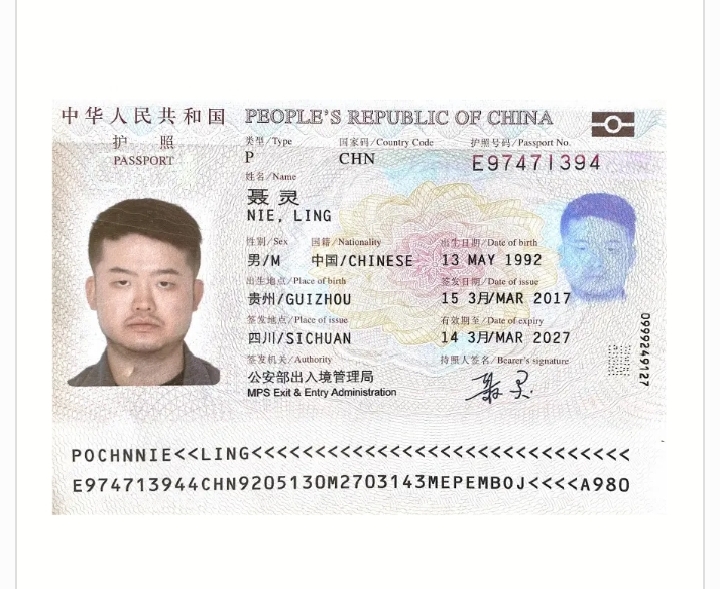 中华人民共和国 PEOPLE'S REPUBLIC OF CHINA
护 照
PASSPORT
类型/Type 国家码/Country Code 护照号码/Passport No.
P CHN E97471394
姓名/Name
聂 灵
NIE, LING
性别/Sex 国籍/Nationality 出生日期/Date of birth
男/M 中国/CHINESE 13 MAY 1992
出生地点/Place of birth 签发日期/Date of issue
贵州/GUIZHOU 15 3月/MAR 2017
签发地点/Place of issue 有效期至/Date of expiry
四川/SICHUAN 14 3月/MAR 2027
签发机关/Authority 持照人签名/Bearer's signature
公安部出入境管理局 聂灵
MPS Exit & Entry Administration
0999249127
POCHNNIE<<LING<<<<<<<<<<<<<<<<<<<<<<<<<<<<<<
E974713944CHN9205130M2703143MEPEMBOJ<<<<A980